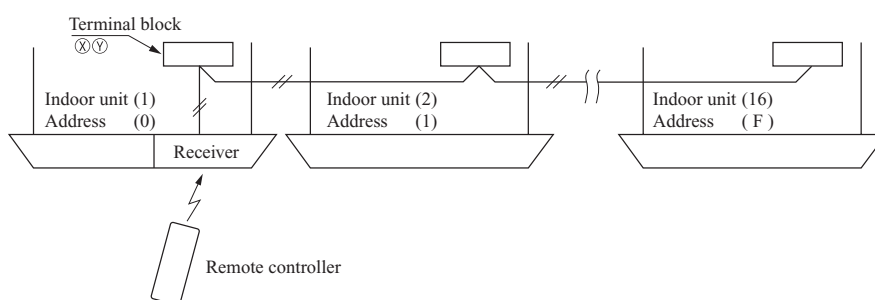 Terminal block
ⓍⓎ
Indoor unit (1)
Address (0)
Indoor unit (2)
Address (1)
Indoor unit (16)
Address ( F )
Receiver
Remote controller